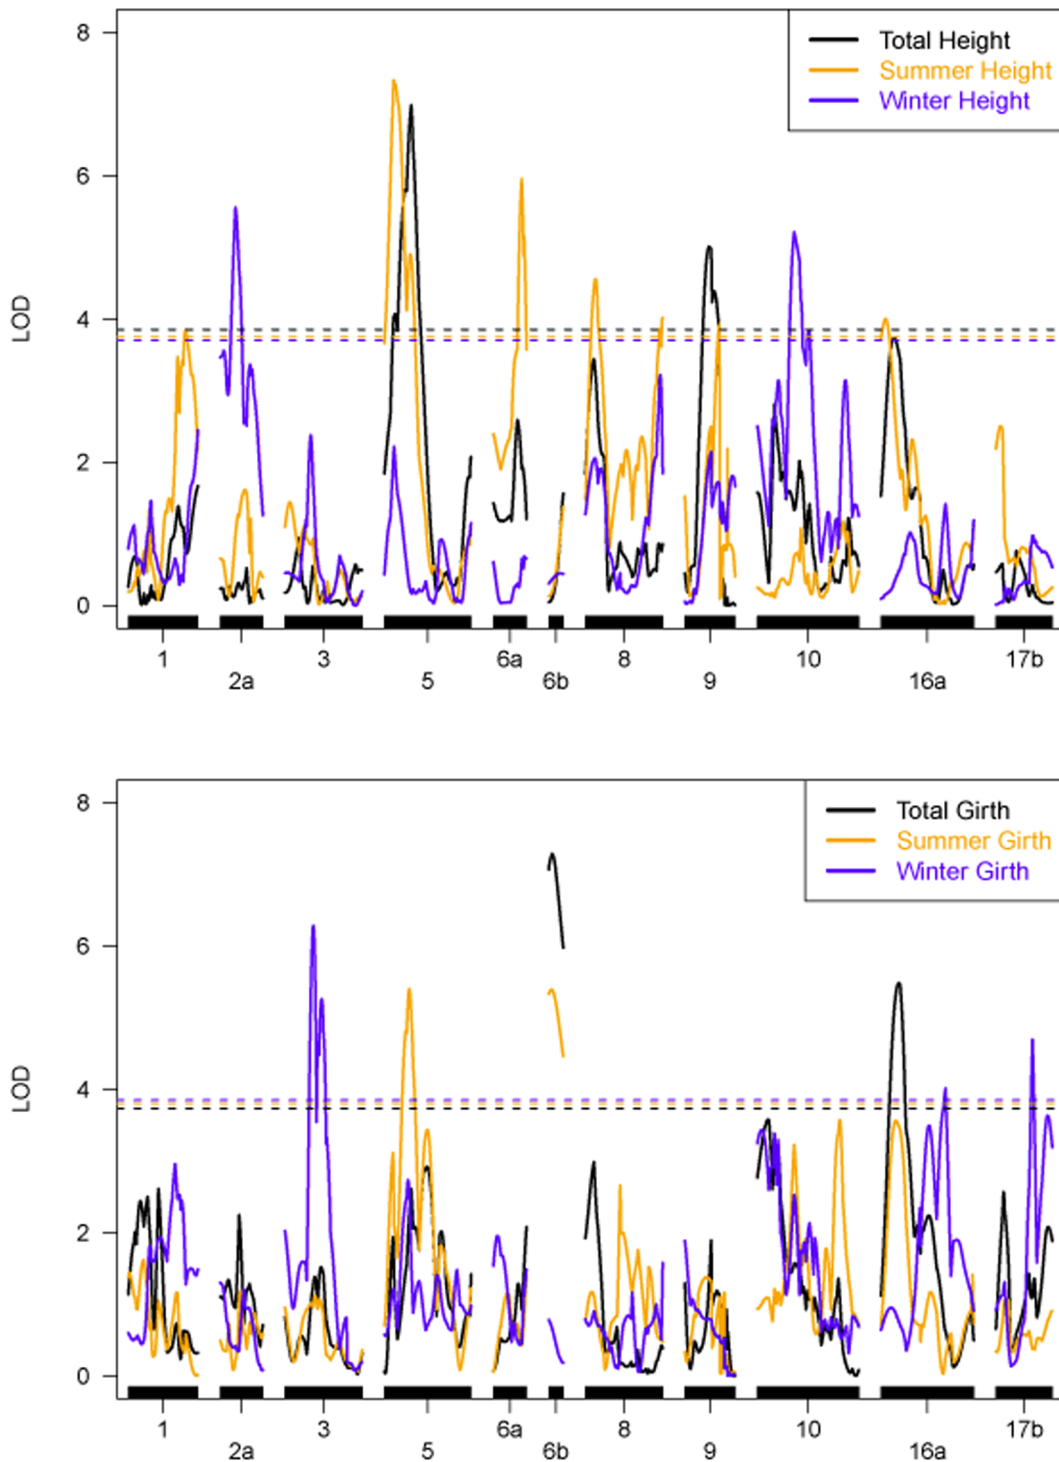 8
Total Height
Summer Height
Winter Height
6
4
LOD
2
0
1 3 6a 8 10 17b
2a 5 6b 9 16a
8
Total Girth
Summer Girth
Winter Girth
6
4
LOD
2
0
1 3 6a 8 10 17b
2a 5 6b 9 16a